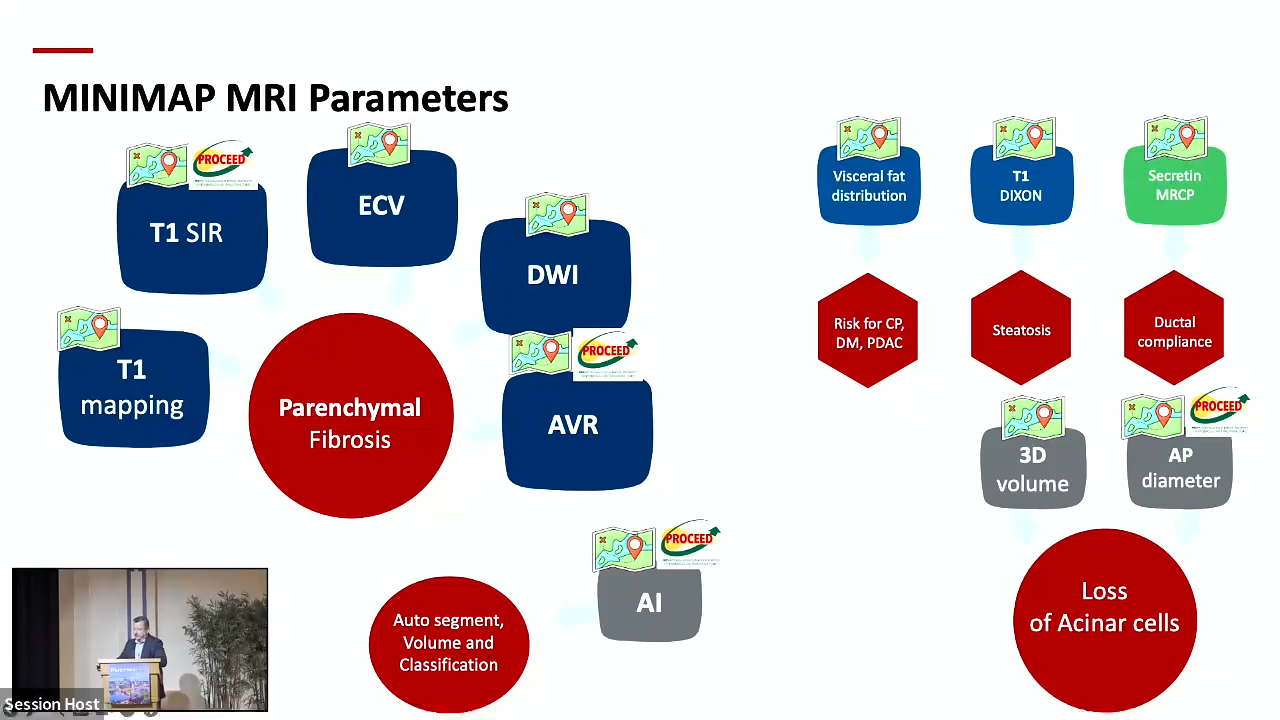 MINIMAP MRI Parameters
PROCEED
T1 SIR
ECV
DWI
T1
mapping
PROCEED
AVR
Parenchymal
Fibrosis
Visceral fat
distribution
T1
DIXON
Secretin
MRCP
Risk for CP,
DM, PDAC
Steatosis
Ductal
compliance
3D
volume
PROCEED
AP
diameter
Loss
of Acinar cells
PROCEED
AI
Auto segment,
Volume and
Classification
Session Host